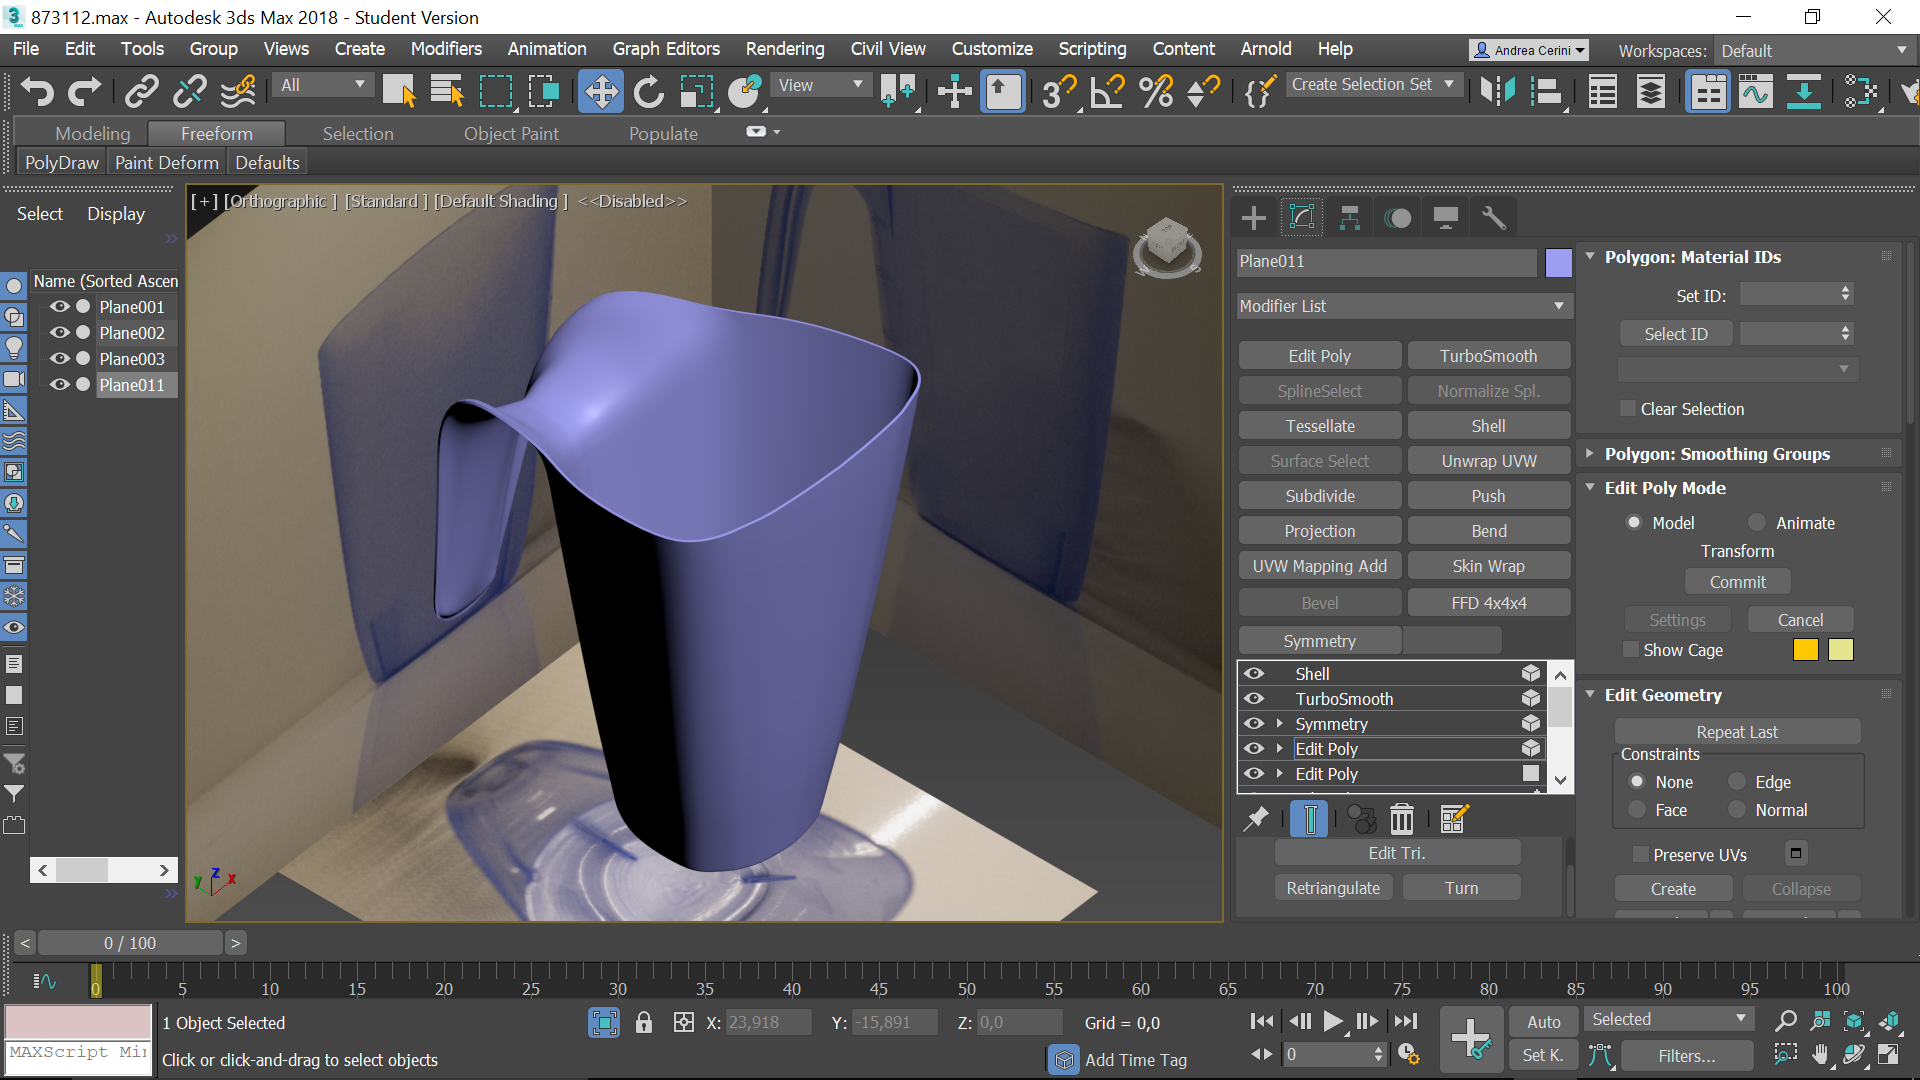 873112.max - Autodesk 3ds Max 2018 - Student Version
File Edit Tools Group Views Create Modifiers Animation Graph Editors Rendering Civil View Customize Scripting Content Arnold Help
Andrea Cerini
Workspaces: Default
All
View
3
Create Selection Set
Modeling Freeform Selection Object Paint Populate
PolyDraw Paint Deform Defaults
Select Display
Name (Sorted Ascen
Plane001
Plane002
Plane003
Plane011
[+] [Orthographic ] [Standard ] [Default Shading ] <<Disabled>>
Plane011
Modifier List
Edit Poly TurboSmooth
SplineSelect Normalize Spl.
Tessellate Shell
Surface Select Unwrap UVW
Subdivide Push
Projection Bend
UVW Mapping Add Skin Wrap
Bevel FFD 4x4x4
Symmetry
Shell
TurboSmooth
Symmetry
Edit Poly
Edit Poly
Edit Tri.
Retriangulate Turn
Polygon: Material IDs
Set ID:
Select ID
Clear Selection
Polygon: Smoothing Groups
Edit Poly Mode
Model Animate
Transform
Commit
Settings Cancel
Show Cage
Edit Geometry
Repeat Last
Constraints
None Edge
Face Normal
Preserve UVs
Create Collapse
z
y x
< 0 / 100 >
0 5 10 15 20 25 30 35 40 45 50 55 60 65 70 75 80 85 90 95 100
1 Object Selected
X: 23,918 Y: -15,891 Z: 0,0 Grid = 0,0
Auto Selected
MAXScript Mi
Click or click-and-drag to select objects
Add Time Tag
0
Set K. Filters...